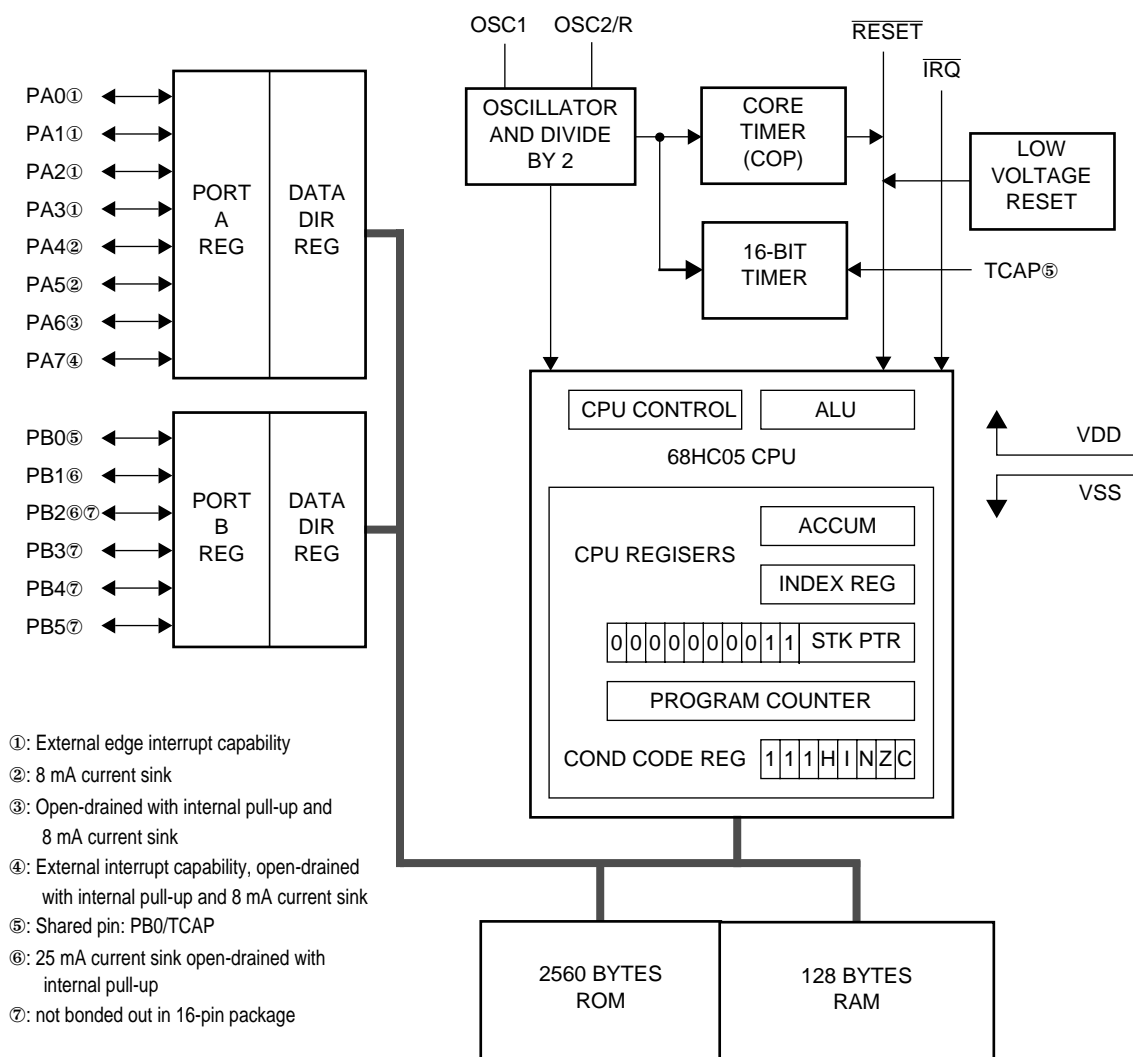 OSC1
OSC2/R
RESET
IRQ
PA0①
PA1①
PA2①
PA3①
PA4②
PA5②
PA6③
PA7④
PORT
A
REG
DATA
DIR
REG
OSCILLATOR
AND DIVIDE
BY 2
CORE
TIMER
(COP)
LOW
VOLTAGE
RESET
16-BIT
TIMER
TCAP⑤
PB0⑤
PB1⑥
PB2⑥⑦
PB3⑦
PB4⑦
PB5⑦
PORT
B
REG
DATA
DIR
REG
CPU CONTROL
ALU
68HC05 CPU
VDD
VSS
CPU REGISERS
ACCUM
INDEX REG
0 0 0 0 0 0 0 0 1 1 STK PTR
PROGRAM COUNTER
COND CODE REG 1 1 1 H I N Z C
①: External edge interrupt capability
②: 8 mA current sink
③: Open-drained with internal pull-up and
8 mA current sink
④: External interrupt capability, open-drained
with internal pull-up and 8 mA current sink
⑤: Shared pin: PB0/TCAP
⑥: 25 mA current sink open-drained with
internal pull-up
⑦: not bonded out in 16-pin package
2560 BYTES
ROM
128 BYTES
RAM